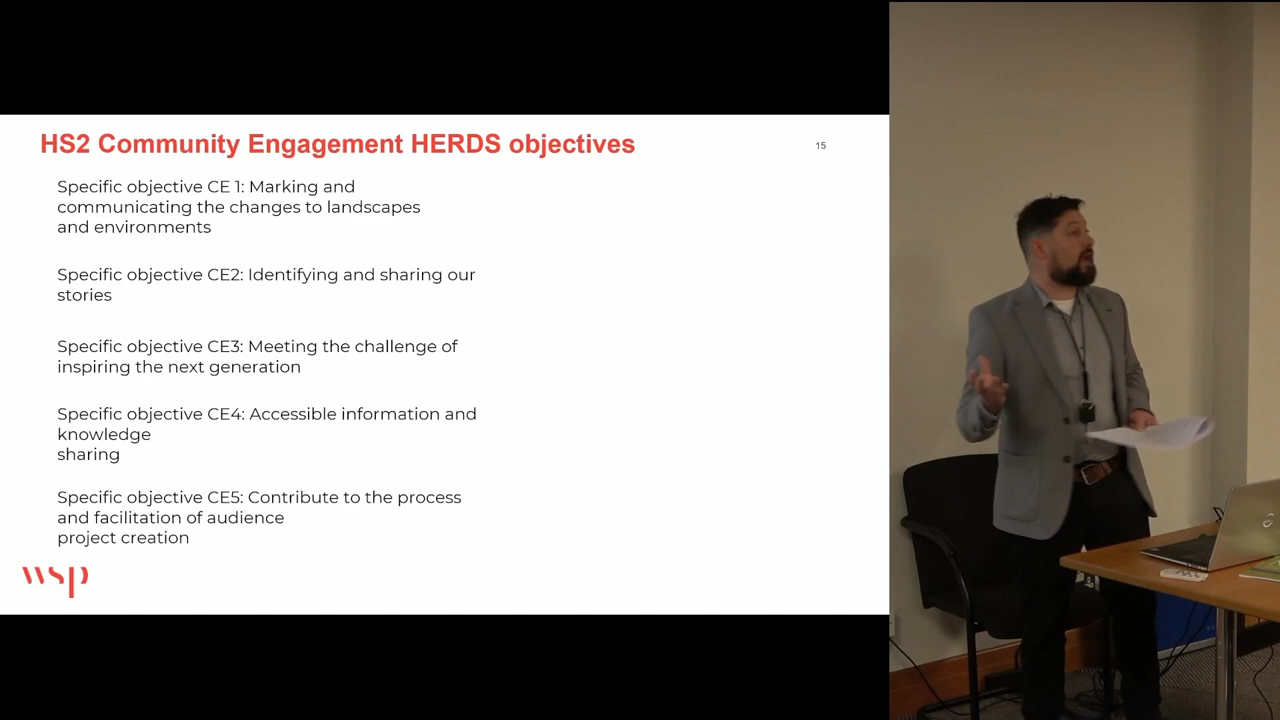 HS2 Community Engagement HERDS objectives
15
Specific objective CE 1: Marking and
communicating the changes to landscapes
and environments
Specific objective CE2: Identifying and sharing our
stories
Specific objective CE3: Meeting the challenge of
inspiring the next generation
Specific objective CE4: Accessible information and
knowledge
sharing
Specific objective CE5: Contribute to the process
and facilitation of audience
project creation
wsp